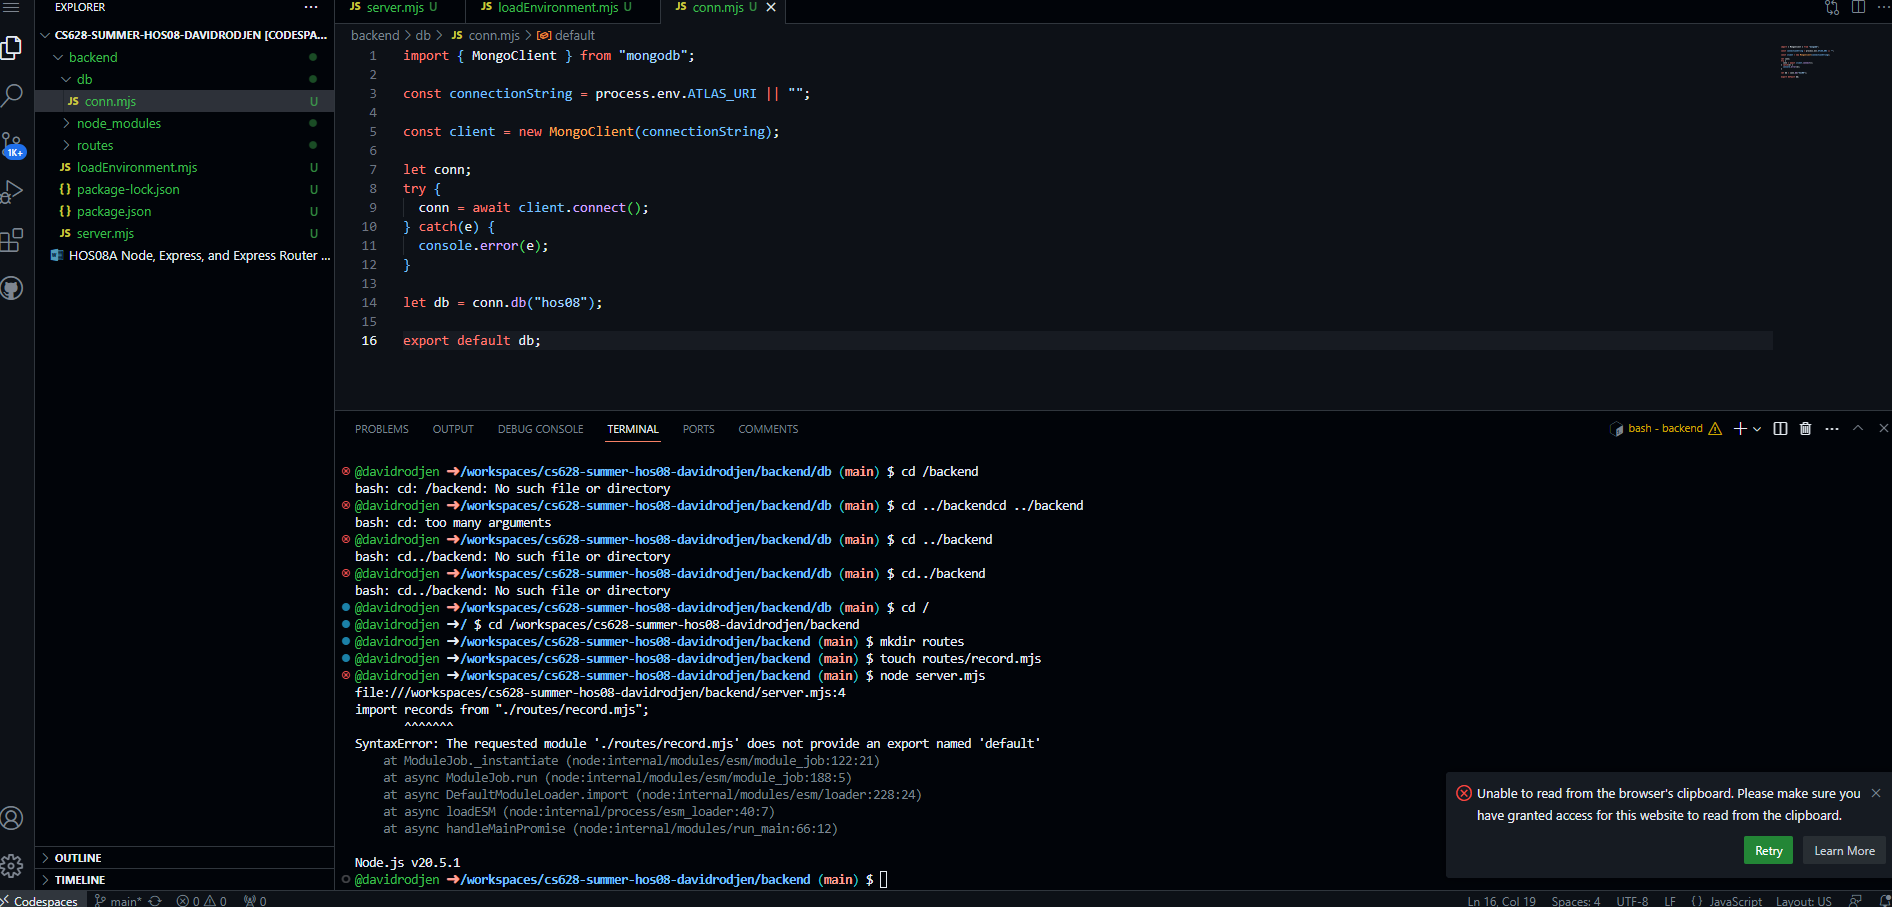 EXPLORER
CS628-SUMMER-HOS08-DAVIDRODJEN [CODESPA...
backend
db
JS conn.mjs U
node_modules
routes
JS loadEnvironment.mjs U
{} package-lock.json U
{} package.json U
JS server.mjs U
HOS08A Node, Express, and Express Router ...
1K+
OUTLINE
TIMELINE
JS server.mjs U
JS loadEnvironment.mjs U
JS conn.mjs U
backend > db > JS conn.mjs > default
1 import { MongoClient } from "mongodb";
2
3 const connectionString = process.env.ATLAS_URI || "";
4
5 const client = new MongoClient(connectionString);
6
7 let conn;
8 try {
9 conn = await client.connect();
10 } catch(e) {
11 console.error(e);
12 }
13
14 let db = conn.db("hos08");
15
16 export default db;
PROBLEMS OUTPUT DEBUG CONSOLE TERMINAL PORTS COMMENTS
bash - backend
@davidrodjen ➜/workspaces/cs628-summer-hos08-davidrodjen/backend/db (main) $ cd /backend
bash: cd: /backend: No such file or directory
@davidrodjen ➜/workspaces/cs628-summer-hos08-davidrodjen/backend/db (main) $ cd ../backendcd ../backend
bash: cd: too many arguments
@davidrodjen ➜/workspaces/cs628-summer-hos08-davidrodjen/backend/db (main) $ cd ../backend
bash: cd../backend: No such file or directory
@davidrodjen ➜/workspaces/cs628-summer-hos08-davidrodjen/backend/db (main) $ cd../backend
bash: cd../backend: No such file or directory
@davidrodjen ➜/workspaces/cs628-summer-hos08-davidrodjen/backend/db (main) $ cd /
@davidrodjen ➜/ $ cd /workspaces/cs628-summer-hos08-davidrodjen/backend
@davidrodjen ➜/workspaces/cs628-summer-hos08-davidrodjen/backend (main) $ mkdir routes
@davidrodjen ➜/workspaces/cs628-summer-hos08-davidrodjen/backend (main) $ touch routes/record.mjs
@davidrodjen ➜/workspaces/cs628-summer-hos08-davidrodjen/backend (main) $ node server.mjs
file:///workspaces/cs628-summer-hos08-davidrodjen/backend/server.mjs:4
import records from "./routes/record.mjs";
^^^^^^^
SyntaxError: The requested module './routes/record.mjs' does not provide an export named 'default'
at ModuleJob._instantiate (node:internal/modules/esm/module_job:122:21)
at async ModuleJob.run (node:internal/modules/esm/module_job:188:5)
at async DefaultModuleLoader.import (node:internal/modules/esm/loader:228:24)
at async loadESM (node:internal/process/esm_loader:40:7)
at async handleMainPromise (node:internal/modules/run_main:66:12)
Node.js v20.5.1
@davidrodjen ➜/workspaces/cs628-summer-hos08-davidrodjen/backend (main) $
Unable to read from the browser's clipboard. Please make sure you
have granted access for this website to read from the clipboard.
Retry
Learn More
Codespaces main* 0 0 0
Ln 16, Col 19 Spaces: 4 UTF-8 LF {} JavaScript Layout: US